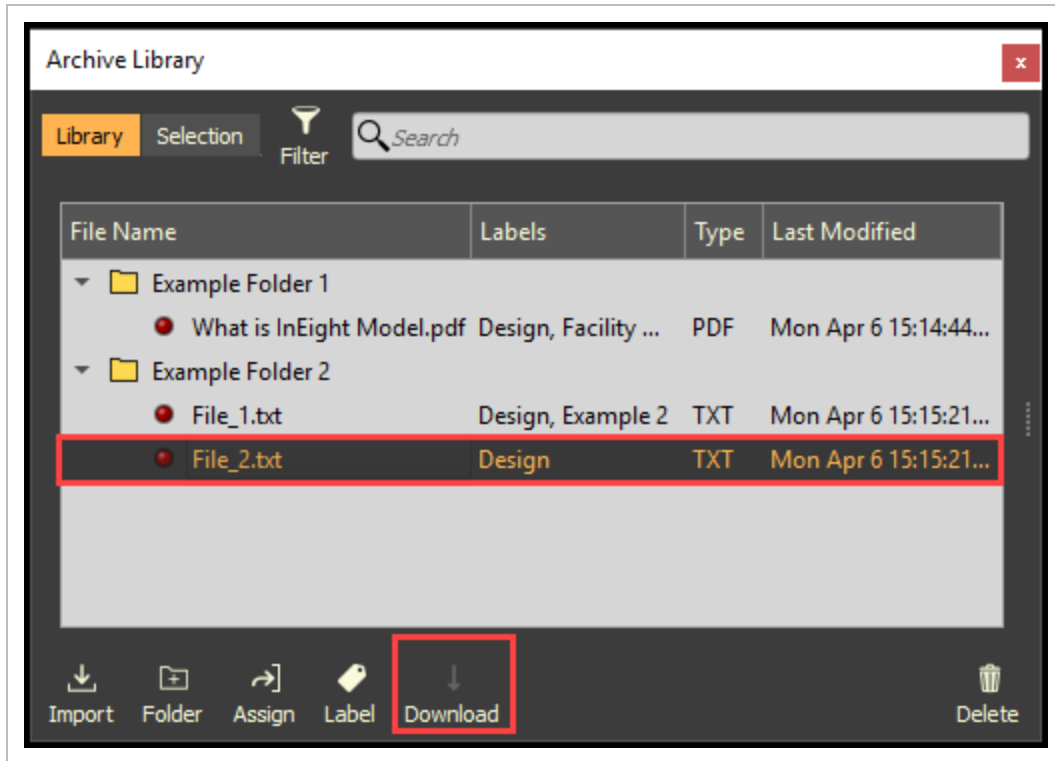 Archive Library
x
Library Selection Filter Search
File Name Labels Type Last Modified
Example Folder 1
What is InEight Model.pdf Design, Facility ... PDF Mon Apr 6 15:14:44...
Example Folder 2
File_1.txt Design, Example 2 TXT Mon Apr 6 15:15:21...
File_2.txt Design TXT Mon Apr 6 15:15:21...
Import Folder Assign Label Download Delete